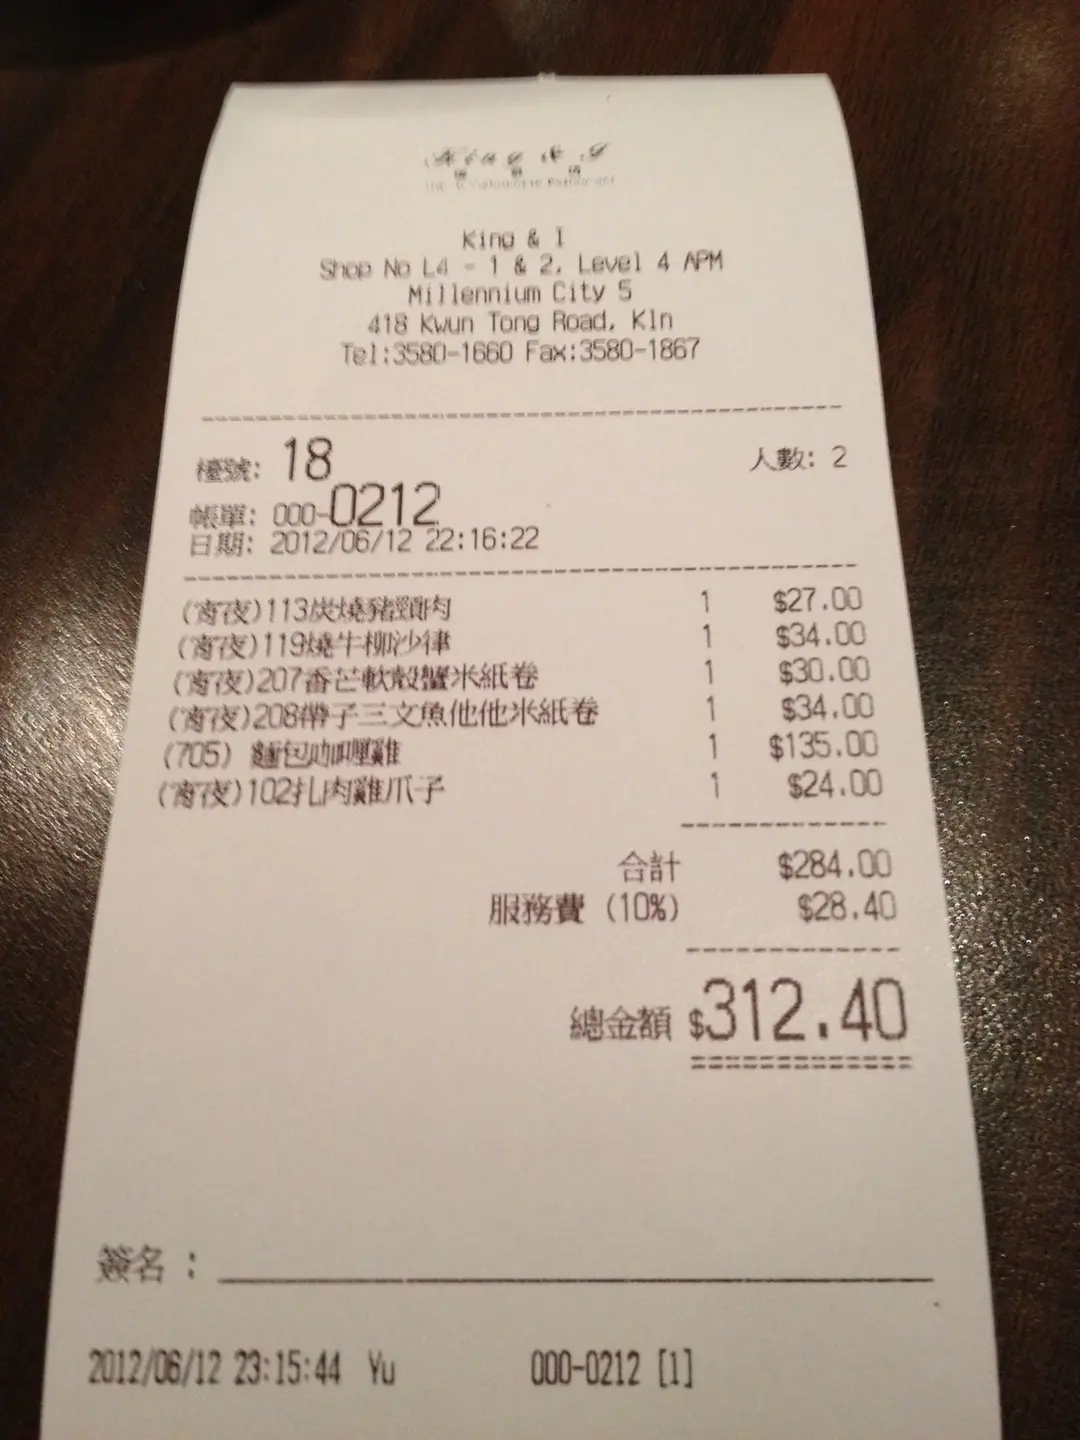 King & I
King & I
Shop No L4 - 1 & 2, Level 4 APM
Millennium City 5
418 Kwun Tong Road, Kln
Tel:3580-1660 Fax:3580-1867
檯號: 18 人數: 2
帳單: 000-0212
日期: 2012/06/12 22:16:22
(宵夜)113炭燒豬頸肉 1 $27.00
(宵夜)119燒牛柳沙律 1 $34.00
(宵夜)207香芒軟殼蟹米紙卷 1 $30.00
(宵夜)208帶子三文魚他他米紙卷 1 $34.00
(705) 麵包咖喱雞 1 $135.00
(宵夜)102扎肉雞爪子 1 $24.00
合計 $284.00
服務費 (10%) $28.40
總金額 $312.40
簽名 :
2012/06/12 23:15:44 Yu 000-0212 [1]